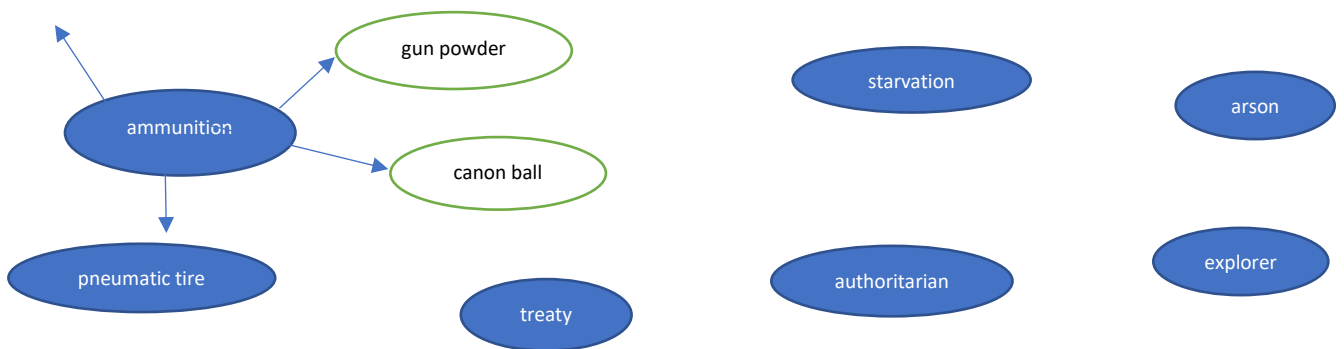 gun powder
starvation
arson
ammunition
canon ball
explorer
pneumatic tire
authoritarian
treaty